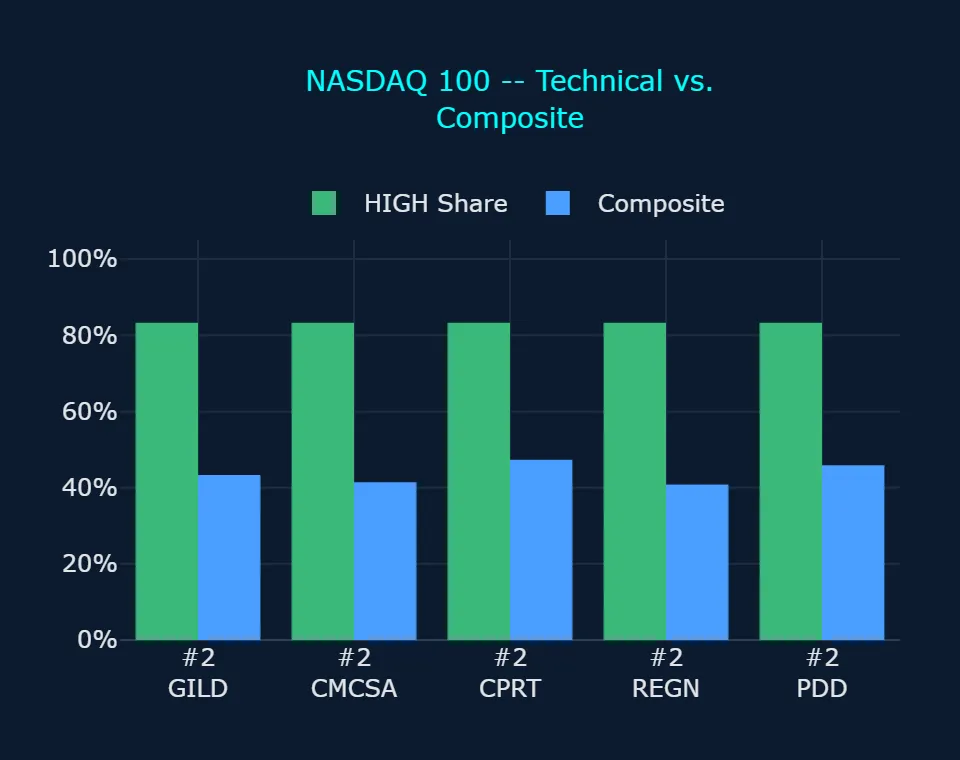 NASDAQ 100 -- Technical vs.
Composite
HIGH Share Composite
100%
80%
60%
40%
20%
0%
#2 #2 #2 #2 #2
GILD CMCSA CPRT REGN PDD